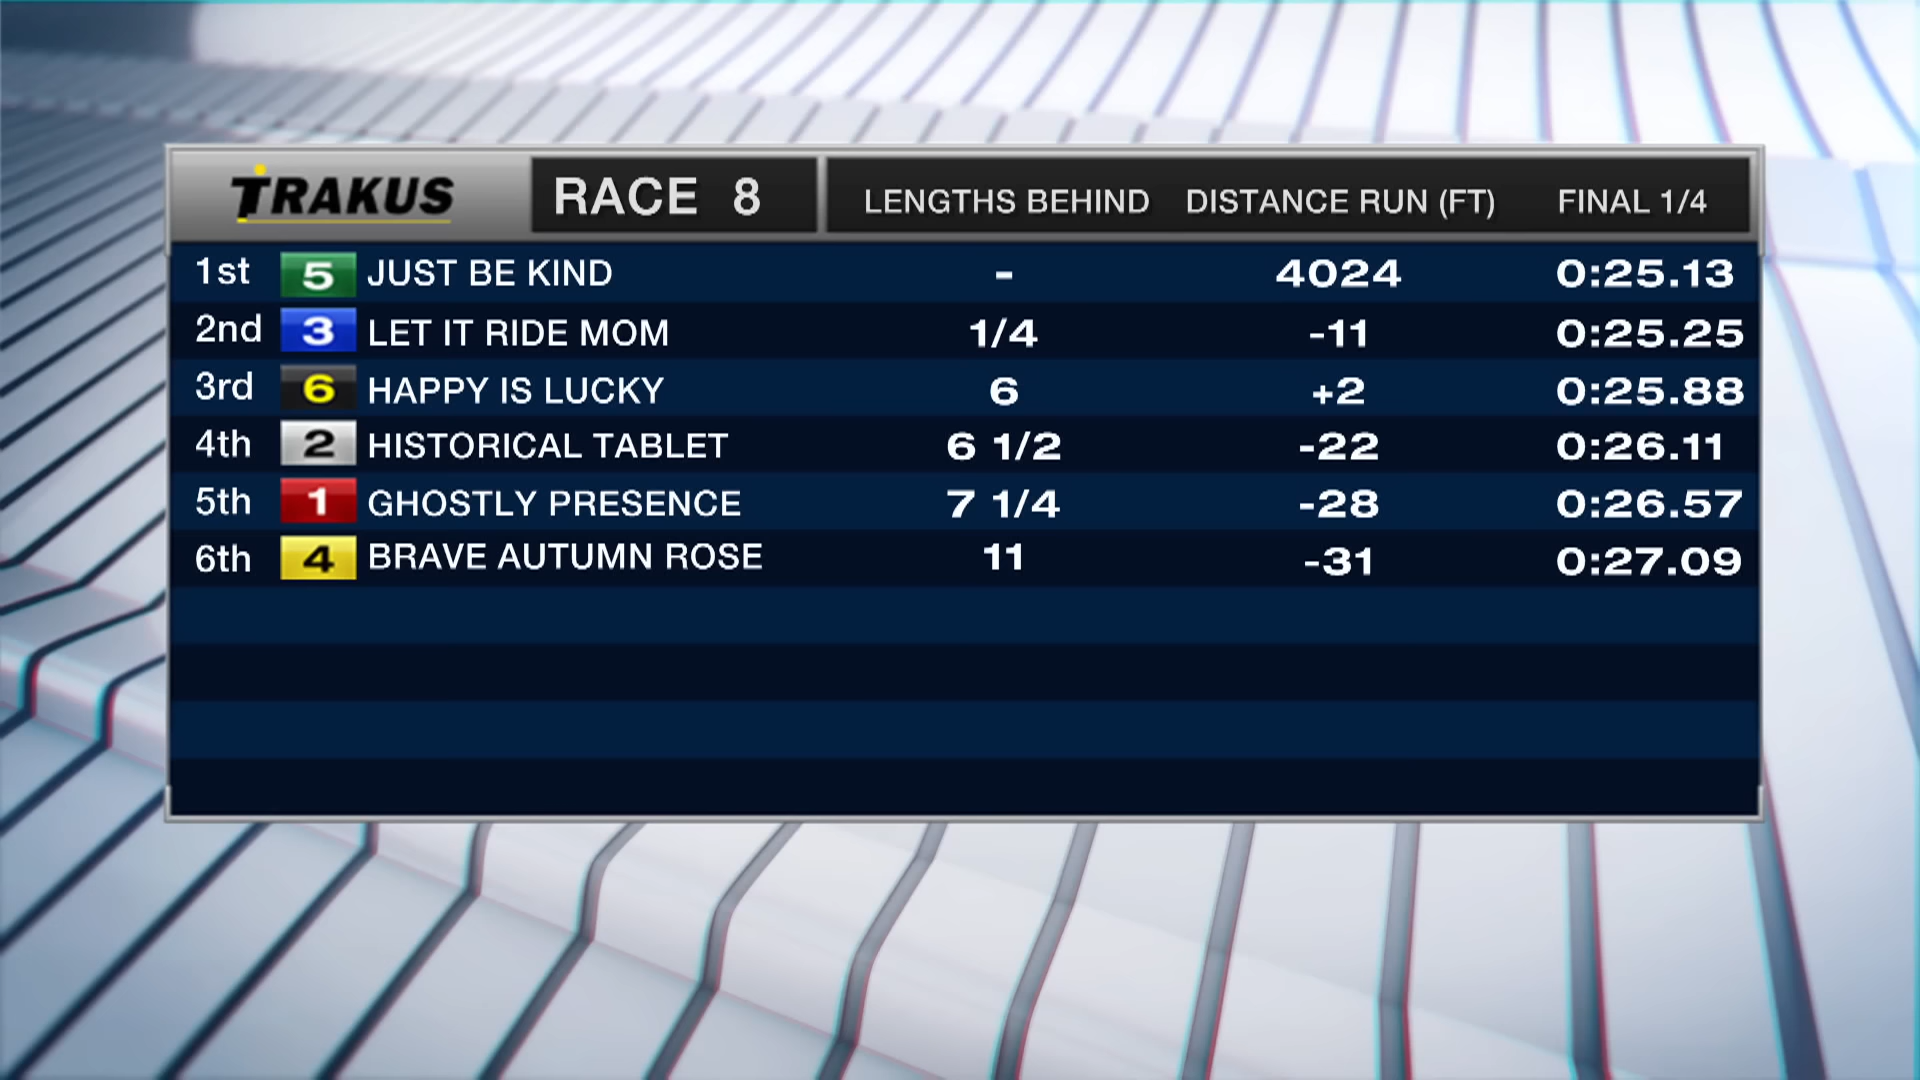 TRAKUS RACE 8 LENGTHS BEHIND DISTANCE RUN (FT) FINAL 1/4
1st 5 JUST BE KIND - 4024 0:25.13
2nd 3 LET IT RIDE MOM 1/4 -11 0:25.25
3rd 6 HAPPY IS LUCKY 6 +2 0:25.88
4th 2 HISTORICAL TABLET 6 1/2 -22 0:26.11
5th 1 GHOSTLY PRESENCE 7 1/4 -28 0:26.57
6th 4 BRAVE AUTUMN ROSE 11 -31 0:27.09